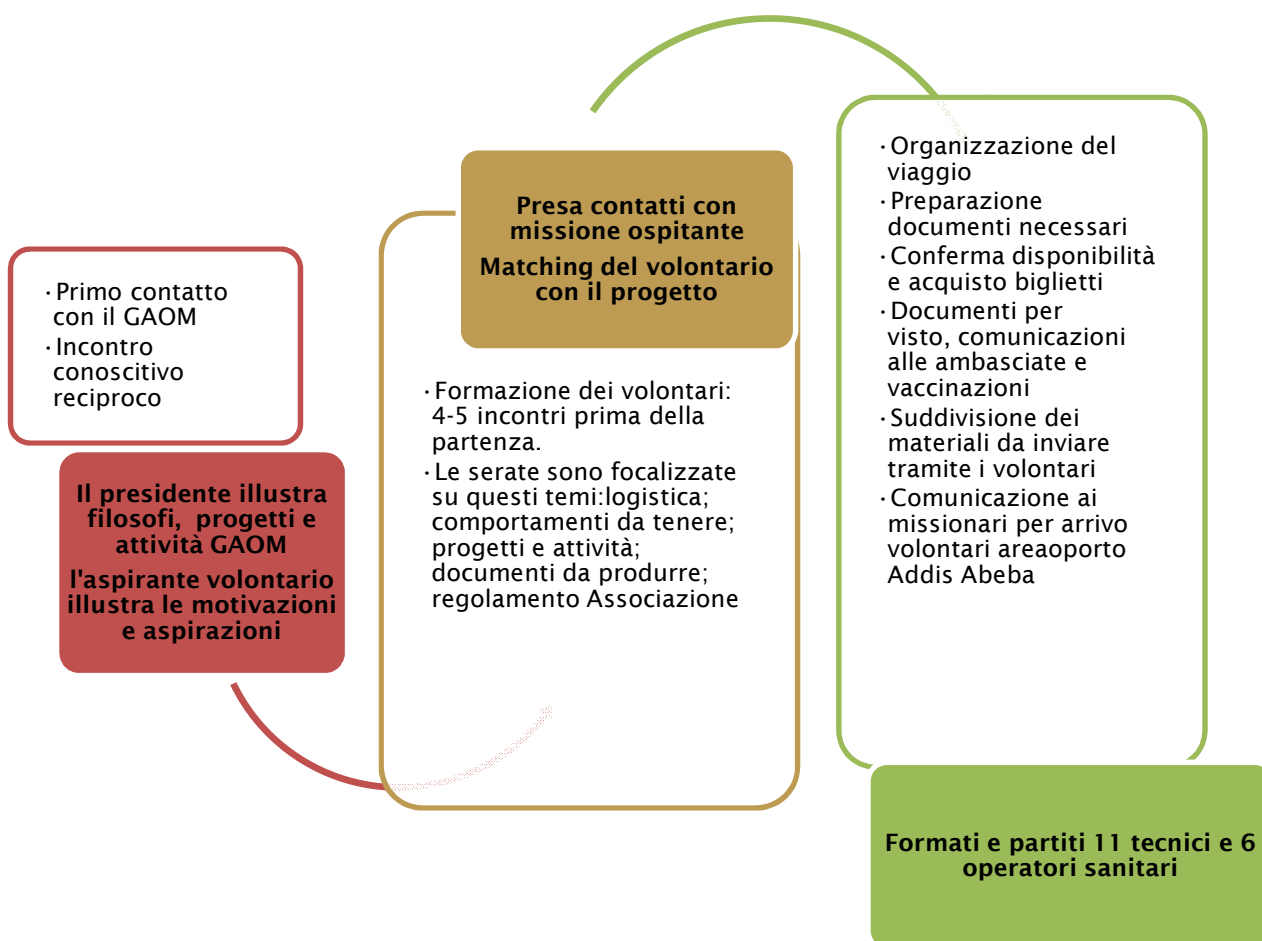 ·Primo contatto
con il GAOM
·Incontro
conoscitivo
reciproco
Il presidente illustra
filosofi, progetti e
attività GAOM
l'aspirante volontario
illustra le motivazioni
e aspirazioni
Presa contatti con
missione ospitante
Matching del volontario
con il progetto
·Formazione dei volontari:
4-5 incontri prima della
partenza.
·Le serate sono focalizzate
su questi temi:logistica;
comportamenti da tenere;
progetti e attività;
documenti da produrre;
regolamento Associazione
·Organizzazione del
viaggio
·Preparazione
documenti necessari
·Conferma disponibilità
e acquisto biglietti
·Documenti per
visto, comunicazioni
alle ambasciate e
vaccinazioni
·Suddivisione dei
materiali da inviare
tramite i volontari
·Comunicazione ai
missionari per arrivo
volontari areaoporto
Addis Abeba
Formati e partiti 11 tecnici e 6
operatori sanitari